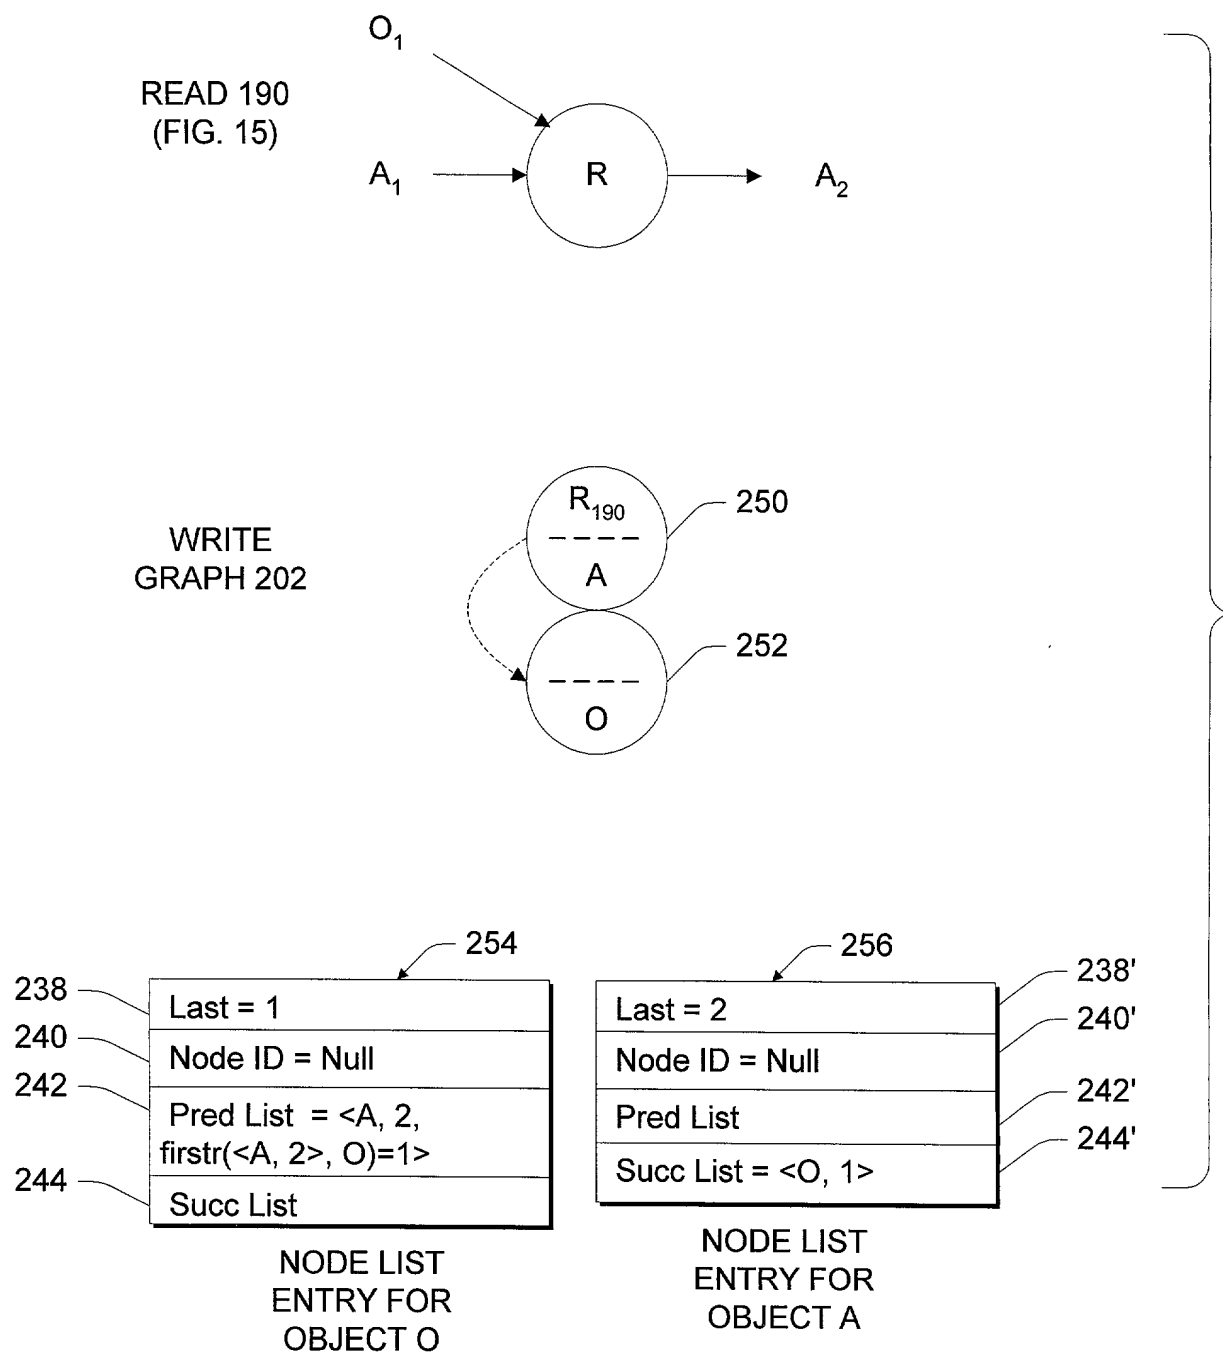 O₁
READ 190
(FIG. 15)
A₁
R
A₂
R₁₉₀
250
WRITE
GRAPH 202
A
252
O
254
256
238
Last = 1
240
Node ID = Null
242
Pred List = <A, 2,
firstr(<A, 2>, O)=1>
244
Succ List
Last = 2
238'
Node ID = Null
240'
Pred List
242'
Succ List = <O, 1>
244'
NODE LIST
ENTRY FOR
OBJECT O
NODE LIST
ENTRY FOR
OBJECT A